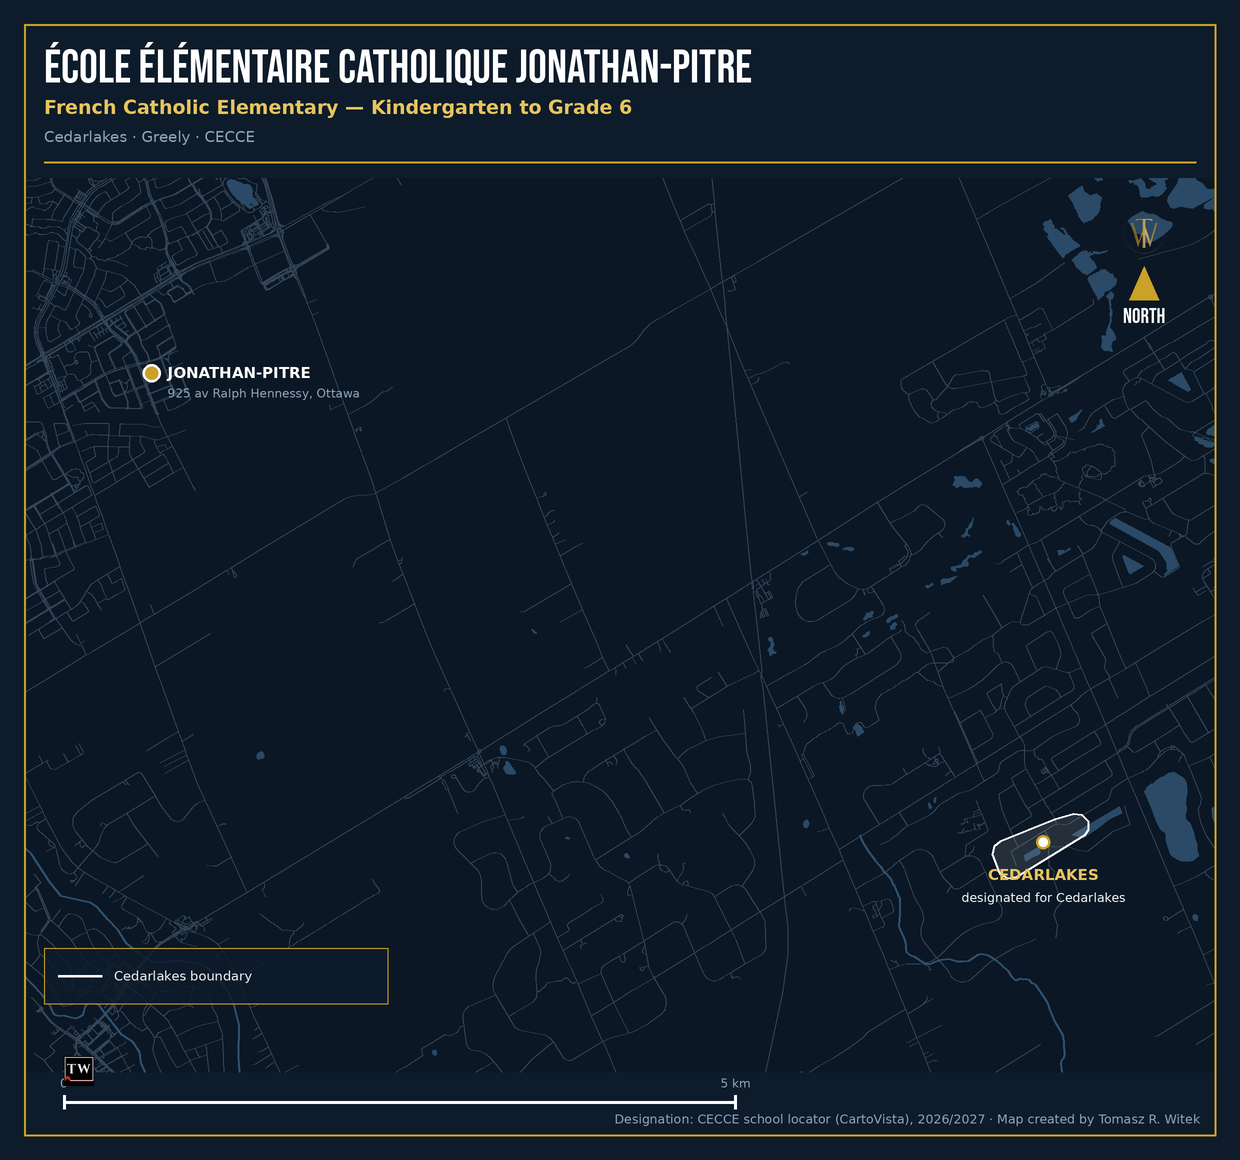 ÉCOLE ÉLÉMENTAIRE CATHOLIQUE JONATHAN-PITRE
French Catholic Elementary — Kindergarten to Grade 6
Cedarlakes · Greely · CECCE
TW
NORTH
JONATHAN-PITRE
925 av Ralph Hennessy, Ottawa
CEDARLAKES
designated for Cedarlakes
Cedarlakes boundary
TW
0 5 km
Designation: CECCE school locator (CartoVista), 2026/2027 · Map created by Tomasz R. Witek